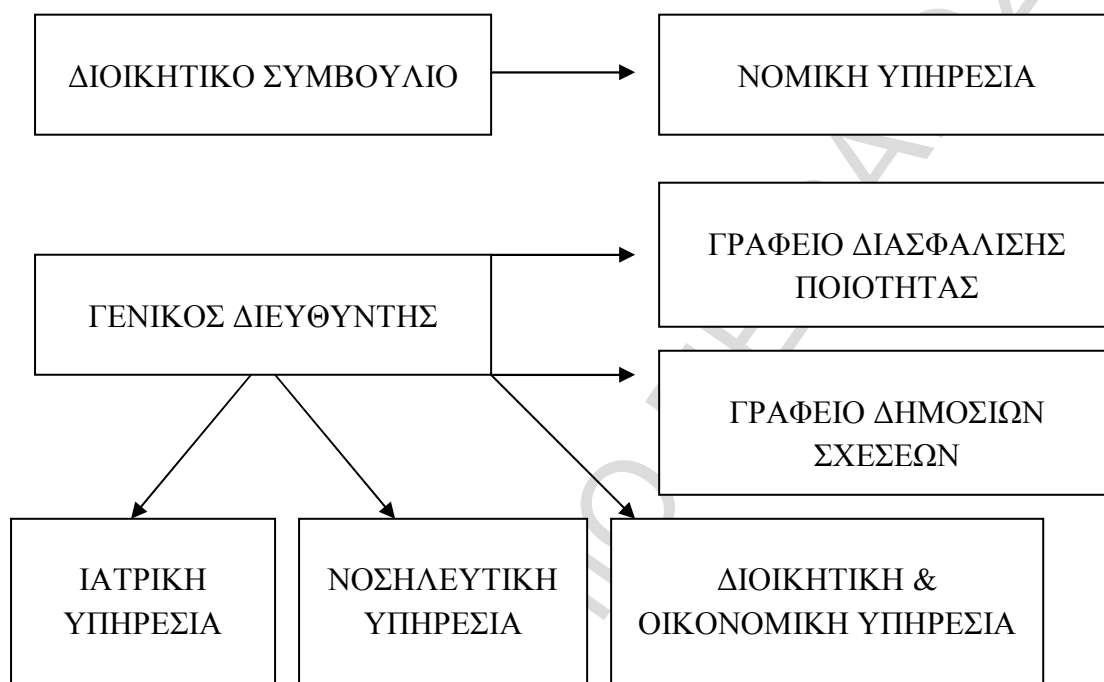 ΔΙΟΙΚΗΤΙΚΟ ΣΥΜΒΟΥΛΙΟ
ΝΟΜΙΚΗ ΥΠΗΡΕΣΙΑ
ΓΡΑΦΕΙΟ ΔΙΑΣΦΑΛΙΣΗΣ
ΠΟΙΟΤΗΤΑΣ
ΓΕΝΙΚΟΣ ΔΙΕΥΘΥΝΤΗΣ
ΓΡΑΦΕΙΟ ΔΗΜΟΣΙΩΝ
ΣΧΕΣΕΩΝ
ΙΑΤΡΙΚΗ
ΥΠΗΡΕΣΙΑ
ΝΟΣΗΛΕΥΤΙΚΗ
ΥΠΗΡΕΣΙΑ
ΔΙΟΙΚΗΤΙΚΗ &
ΟΙΚΟΝΟΜΙΚΗ ΥΠΗΡΕΣΙΑ